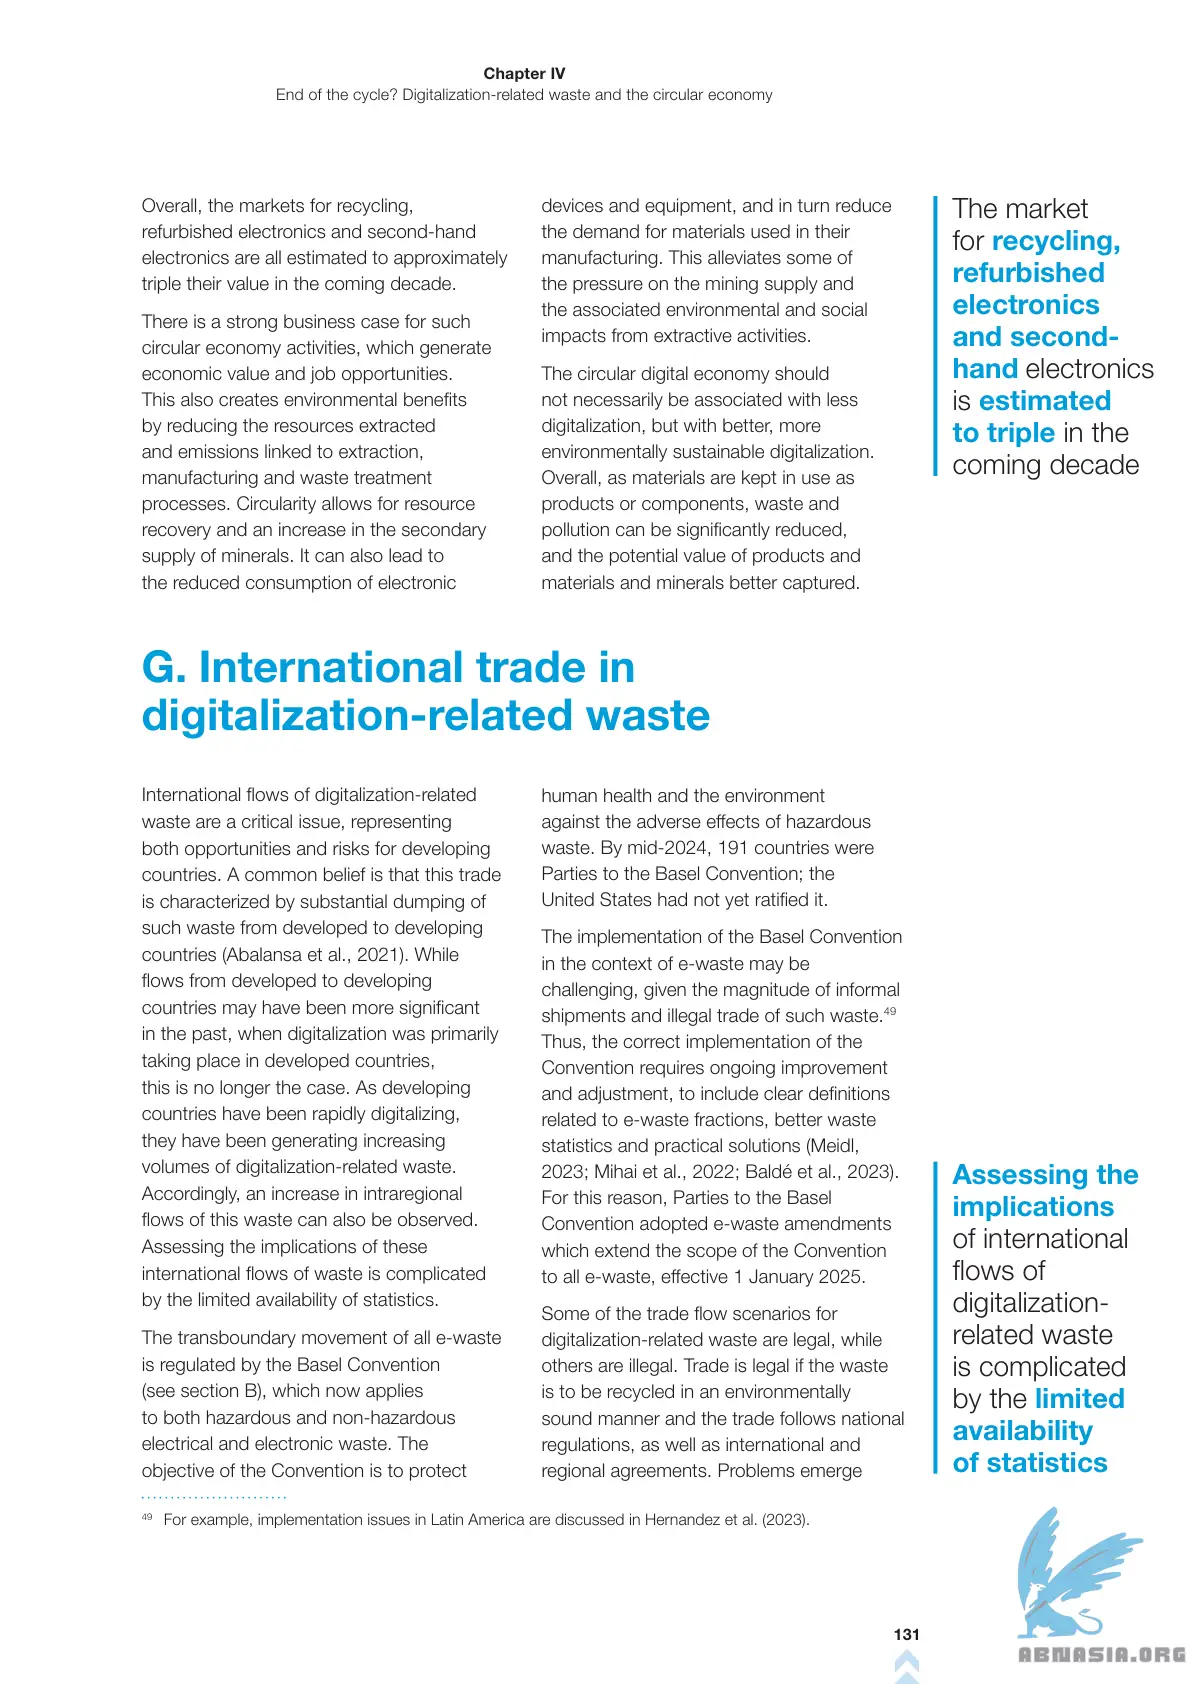 Chapter IV
End of the cycle? Digitalization-related waste and the circular economy
Overall, the markets for recycling,
refurbished electronics and second-hand
electronics are all estimated to approximately
triple their value in the coming decade.
There is a strong business case for such
circular economy activities, which generate
economic value and job opportunities.
This also creates environmental benefits
by reducing the resources extracted
and emissions linked to extraction,
manufacturing and waste treatment
processes. Circularity allows for resource
recovery and an increase in the secondary
supply of minerals. It can also lead to
the reduced consumption of electronic
devices and equipment, and in turn reduce
the demand for materials used in their
manufacturing. This alleviates some of
the pressure on the mining supply and
the associated environmental and social
impacts from extractive activities.
The circular digital economy should
not necessarily be associated with less
digitalization, but with better, more
environmentally sustainable digitalization.
Overall, as materials are kept in use as
products or components, waste and
pollution can be significantly reduced,
and the potential value of products and
materials and minerals better captured.
The market
for recycling,
refurbished
electronics
and second-
hand electronics
is estimated
to triple in the
coming decade
G. International trade in
digitalization-related waste
International flows of digitalization-related
waste are a critical issue, representing
both opportunities and risks for developing
countries. A common belief is that this trade
is characterized by substantial dumping of
such waste from developed to developing
countries (Abalansa et al., 2021). While
flows from developed to developing
countries may have been more significant
in the past, when digitalization was primarily
taking place in developed countries,
this is no longer the case. As developing
countries have been rapidly digitalizing,
they have been generating increasing
volumes of digitalization-related waste.
Accordingly, an increase in intraregional
flows of this waste can also be observed.
Assessing the implications of these
international flows of waste is complicated
by the limited availability of statistics.
The transboundary movement of all e-waste
is regulated by the Basel Convention
(see section B), which now applies
to both hazardous and non-hazardous
electrical and electronic waste. The
objective of the Convention is to protect
human health and the environment
against the adverse effects of hazardous
waste. By mid-2024, 191 countries were
Parties to the Basel Convention; the
United States had not yet ratified it.
The implementation of the Basel Convention
in the context of e-waste may be
challenging, given the magnitude of informal
shipments and illegal trade of such waste.49
Thus, the correct implementation of the
Convention requires ongoing improvement
and adjustment, to include clear definitions
related to e-waste fractions, better waste
statistics and practical solutions (Meidl,
2023; Mihai et al., 2022; Baldé et al., 2023).
For this reason, Parties to the Basel
Convention adopted e-waste amendments
which extend the scope of the Convention
to all e-waste, effective 1 January 2025.
Some of the trade flow scenarios for
digitalization-related waste are legal, while
others are illegal. Trade is legal if the waste
is to be recycled in an environmentally
sound manner and the trade follows national
regulations, as well as international and
regional agreements. Problems emerge
Assessing the
implications
of international
flows of
digitalization-
related waste
is complicated
by the limited
availability
of statistics
49 For example, implementation issues in Latin America are discussed in Hernandez et al. (2023).
131
ABNASIA.ORG